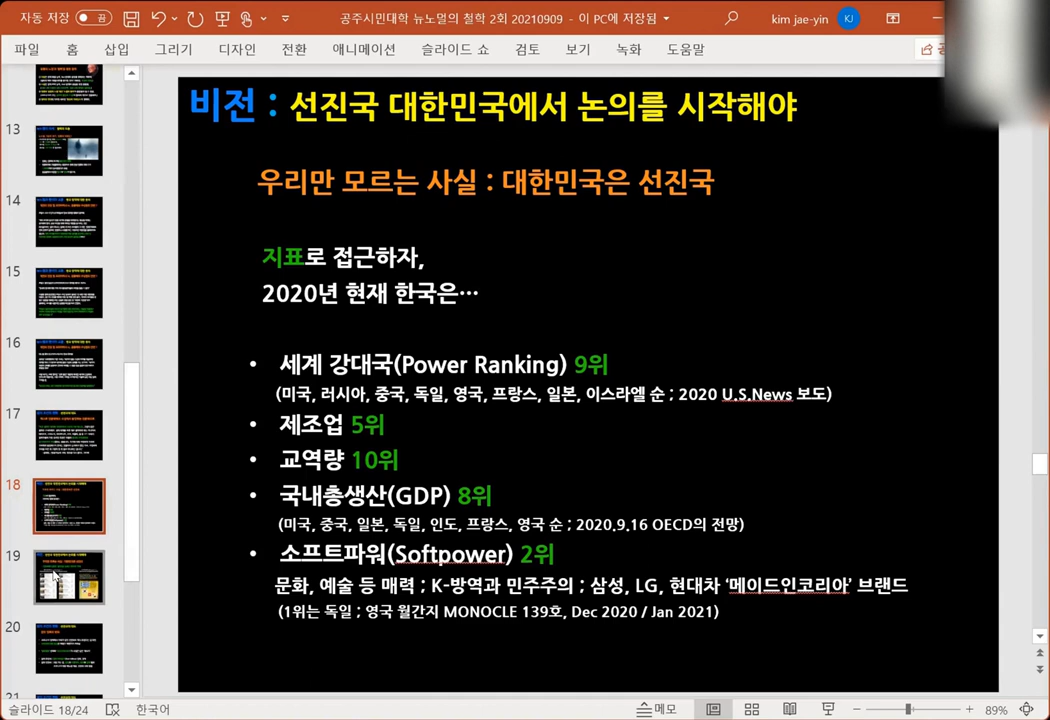 자동 저장 끔 공주시민대학 뉴노멀의 철학 2회 20210909 - 이 PC에 저장됨 kim jae-yin KJ
파일 홈 삽입 그리기 디자인 전환 애니메이션 슬라이드 쇼 검토 보기 녹화 도움말
비전 : 선진국 대한민국에서 논의를 시작해야
우리만 모르는 사실 : 대한민국은 선진국
지표로 접근하자,
2020년 현재 한국은…
• 세계 강대국(Power Ranking) 9위
(미국, 러시아, 중국, 독일, 영국, 프랑스, 일본, 이스라엘 순 ; 2020 U.S.News 보도)
• 제조업 5위
• 교역량 10위
• 국내총생산(GDP) 8위
(미국, 중국, 일본, 독일, 인도, 프랑스, 영국 순 ; 2020.9.16 OECD의 전망)
• 소프트파워(Softpower) 2위
문화, 예술 등 매력 ; K-방역과 민주주의 ; 삼성, LG, 현대차 ‘메이드인코리아’ 브랜드
(1위는 독일 ; 영국 월간지 MONOCLE 139호, Dec 2020 / Jan 2021)
13
14
15
16
17
18
19
20
21
슬라이드 18/24 한국어 메모 89%